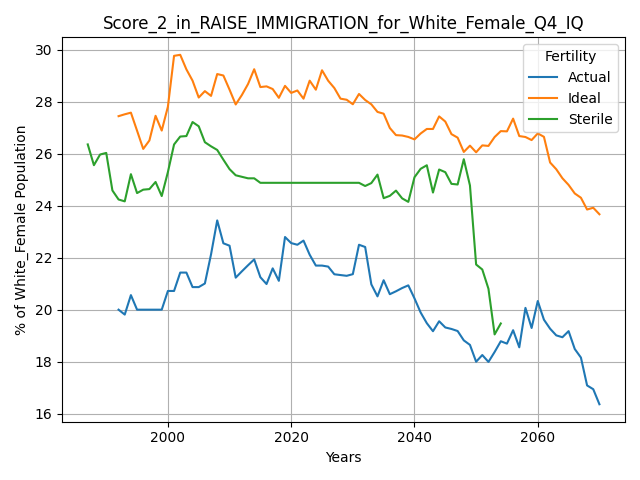 Score_2_in_RAISE_IMMIGRATION_for_White_Female_Q4_IQ
Fertility
Actual
Ideal
Sterile
% of White_Female Population
30
28
26
24
22
20
18
16
2000
2020
2040
2060
Years